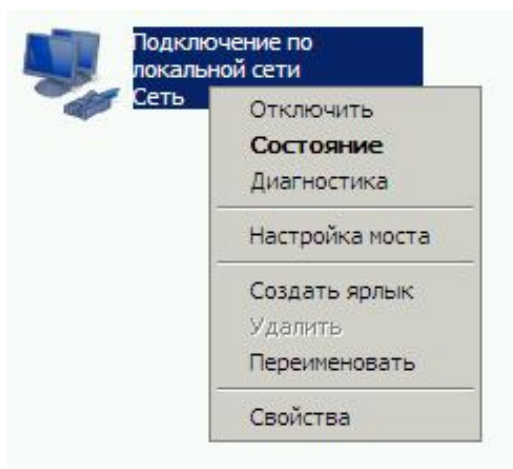 Подключение по
локальной сети
Сеть
Отключить
Состояние
Диагностика
Настройка моста
Создать ярлык
Удалить
Переименовать
Свойства